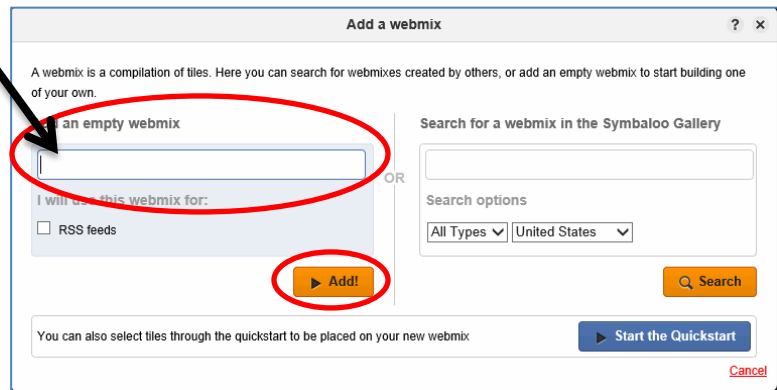 Add a webmix
? ×
A webmix is a compilation of tiles. Here you can search for webmixes created by others, or add an empty webmix to start building one
of your own.
an empty webmix
Search for a webmix in the Symbaloo Gallery
OR
I will use this webmix for:
Search options
RSS feeds
All Types United States
Add!
Search
You can also select tiles through the quickstart to be placed on your new webmix
Start the Quickstart
Cancel